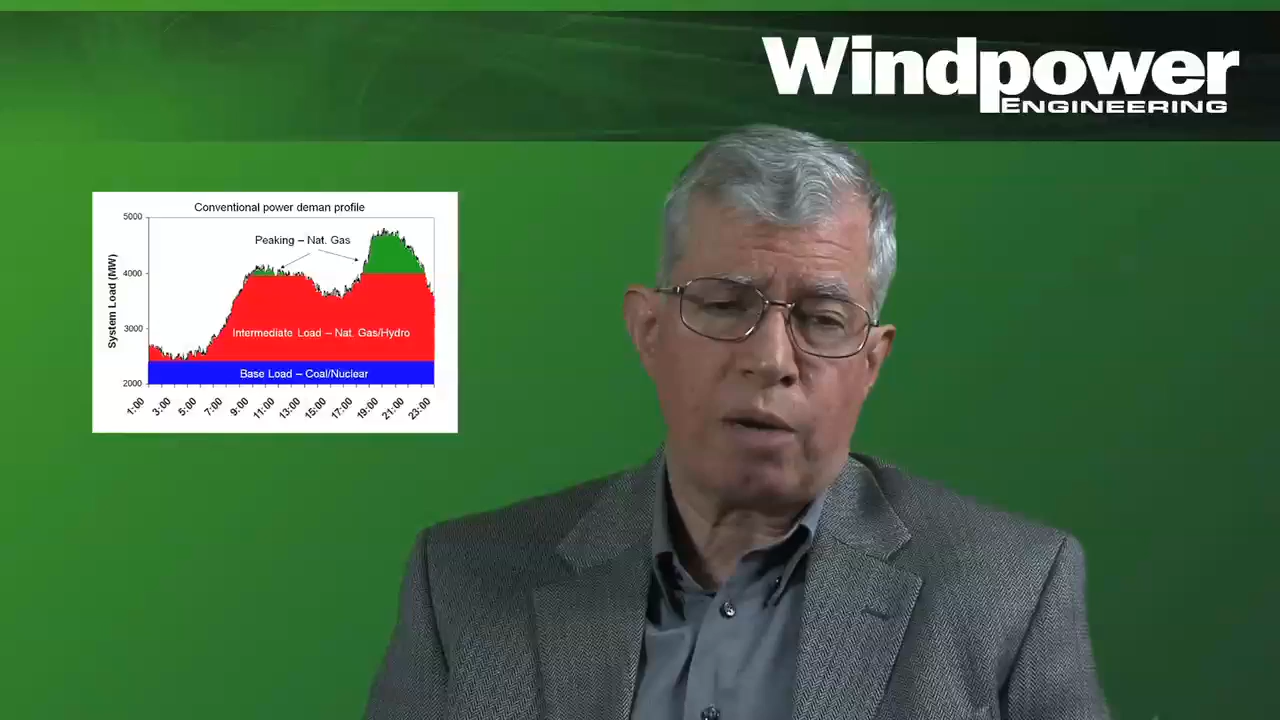 Windpower
ENGINEERING
Conventional power deman profile
Peaking – Nat. Gas
Intermediate Load – Nat. Gas/Hydro
Base Load – Coal/Nuclear
System Load (MW)
5000
4000
3000
2000
1:00
3:00
5:00
7:00
9:00
11:00
13:00
15:00
17:00
19:00
21:00
23:00